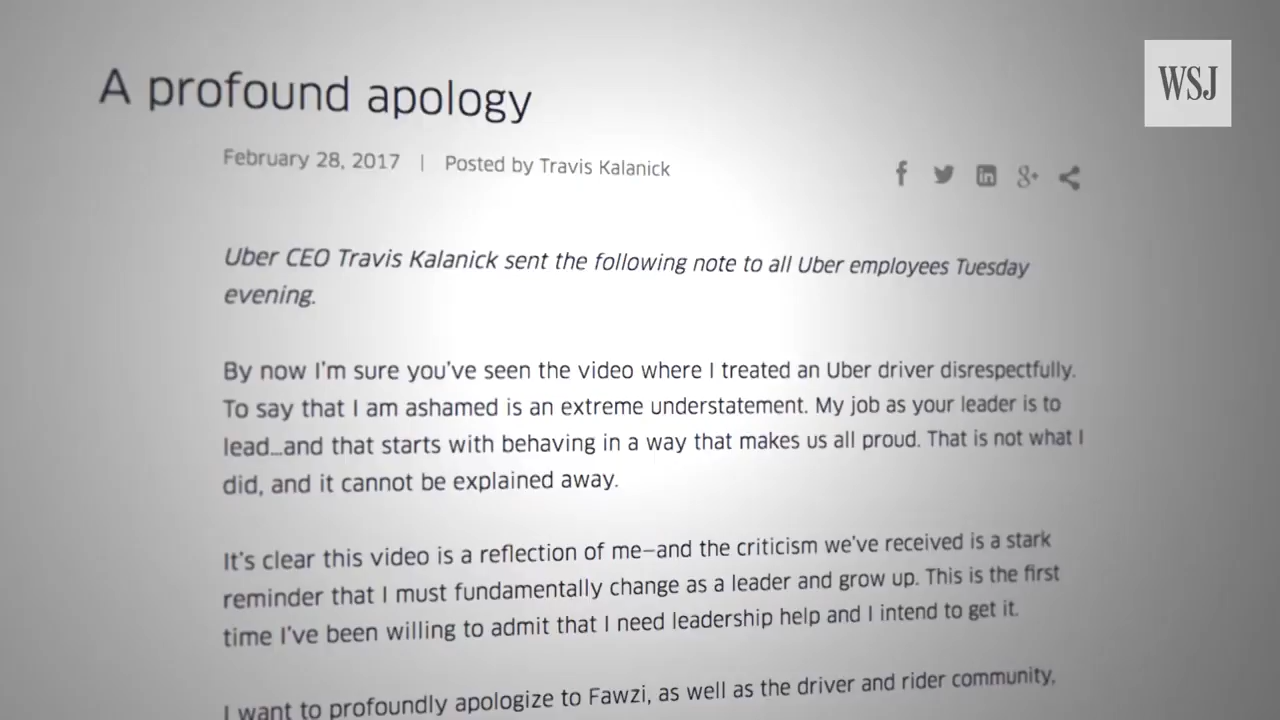 WSJ
A profound apology
February 28, 2017 | Posted by Travis Kalanick
Uber CEO Travis Kalanick sent the following note to all Uber employees Tuesday
evening.
By now I'm sure you've seen the video where I treated an Uber driver disrespectfully.
To say that I am ashamed is an extreme understatement. My job as your leader is to
lead...and that starts with behaving in a way that makes us all proud. That is not what I
did, and it cannot be explained away.
It's clear this video is a reflection of me—and the criticism we've received is a stark
reminder that I must fundamentally change as a leader and grow up. This is the first
time I've been willing to admit that I need leadership help and I intend to get it.
I want to profoundly apologize to Fawzi, as well as the driver and rider community,